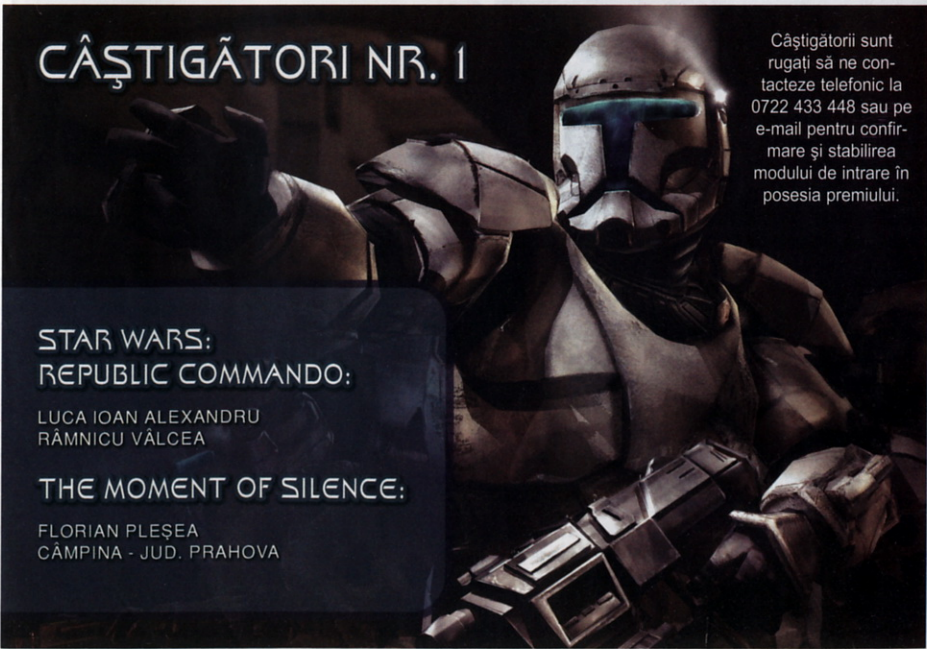 CÂŞTIGÃTORI NR. 1
Câştigătorii sunt
rugaţi să ne con-
tacteze telefonic la
0722 433 448 sau pe
e-mail pentru confir-
mare şi stabilirea
modului de intrare în
posesia premiului.
STAR WARS:
REPUBLIC COMMANDO:
LUCA IOAN ALEXANDRU
RÂMNICU VÂLCEA
THE MOMENT OF SILENCE:
FLORIAN PLEŞEA
CÂMPINA - JUD. PRAHOVA